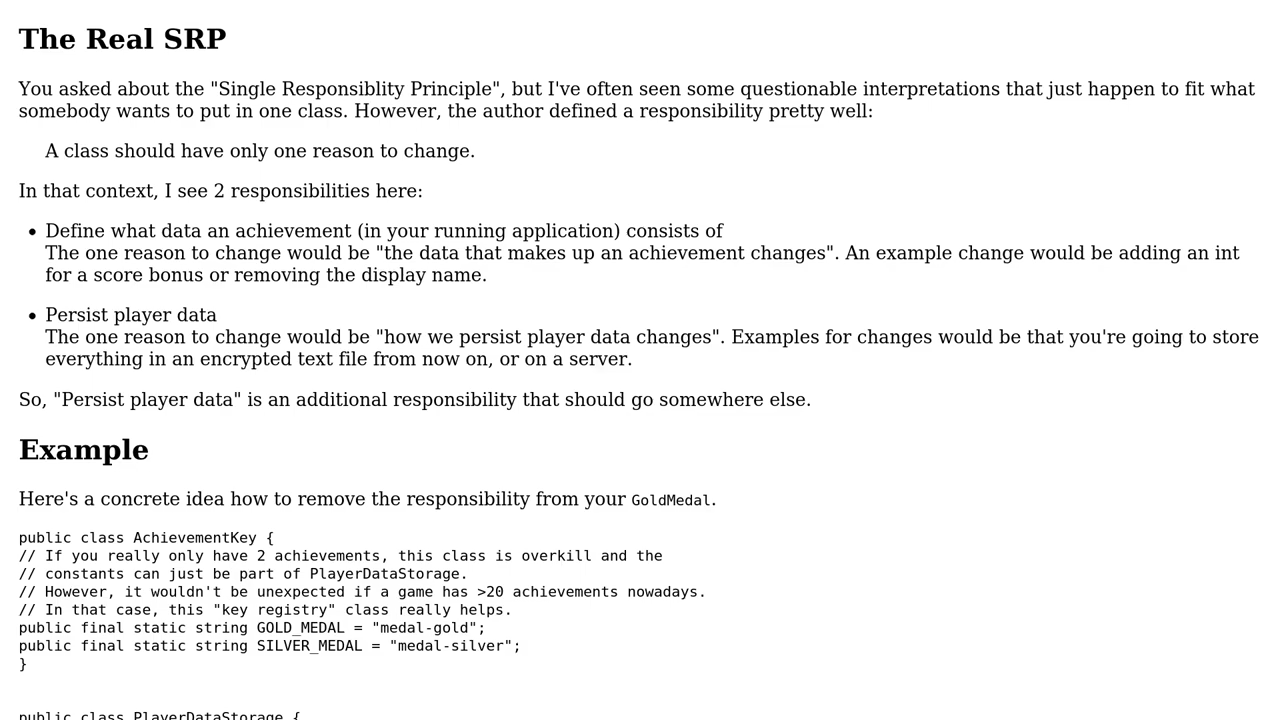 The Real SRP
You asked about the "Single Responsiblity Principle", but I've often seen some questionable interpretations that just happen to fit what
somebody wants to put in one class. However, the author defined a responsibility pretty well:
A class should have only one reason to change.
In that context, I see 2 responsibilities here:
• Define what data an achievement (in your running application) consists of
The one reason to change would be "the data that makes up an achievement changes". An example change would be adding an int
for a score bonus or removing the display name.
• Persist player data
The one reason to change would be "how we persist player data changes". Examples for changes would be that you're going to store
everything in an encrypted text file from now on, or on a server.
So, "Persist player data" is an additional responsibility that should go somewhere else.
Example
Here's a concrete idea how to remove the responsibility from your GoldMedal.
public class AchievementKey {
// If you really only have 2 achievements, this class is overkill and the
// constants can just be part of PlayerDataStorage.
// However, it wouldn't be unexpected if a game has >20 achievements nowadays.
// In that case, this "key registry" class really helps.
public final static string GOLD_MEDAL = "medal-gold";
public final static string SILVER_MEDAL = "medal-silver";
}
public class PlayerDataStorage {